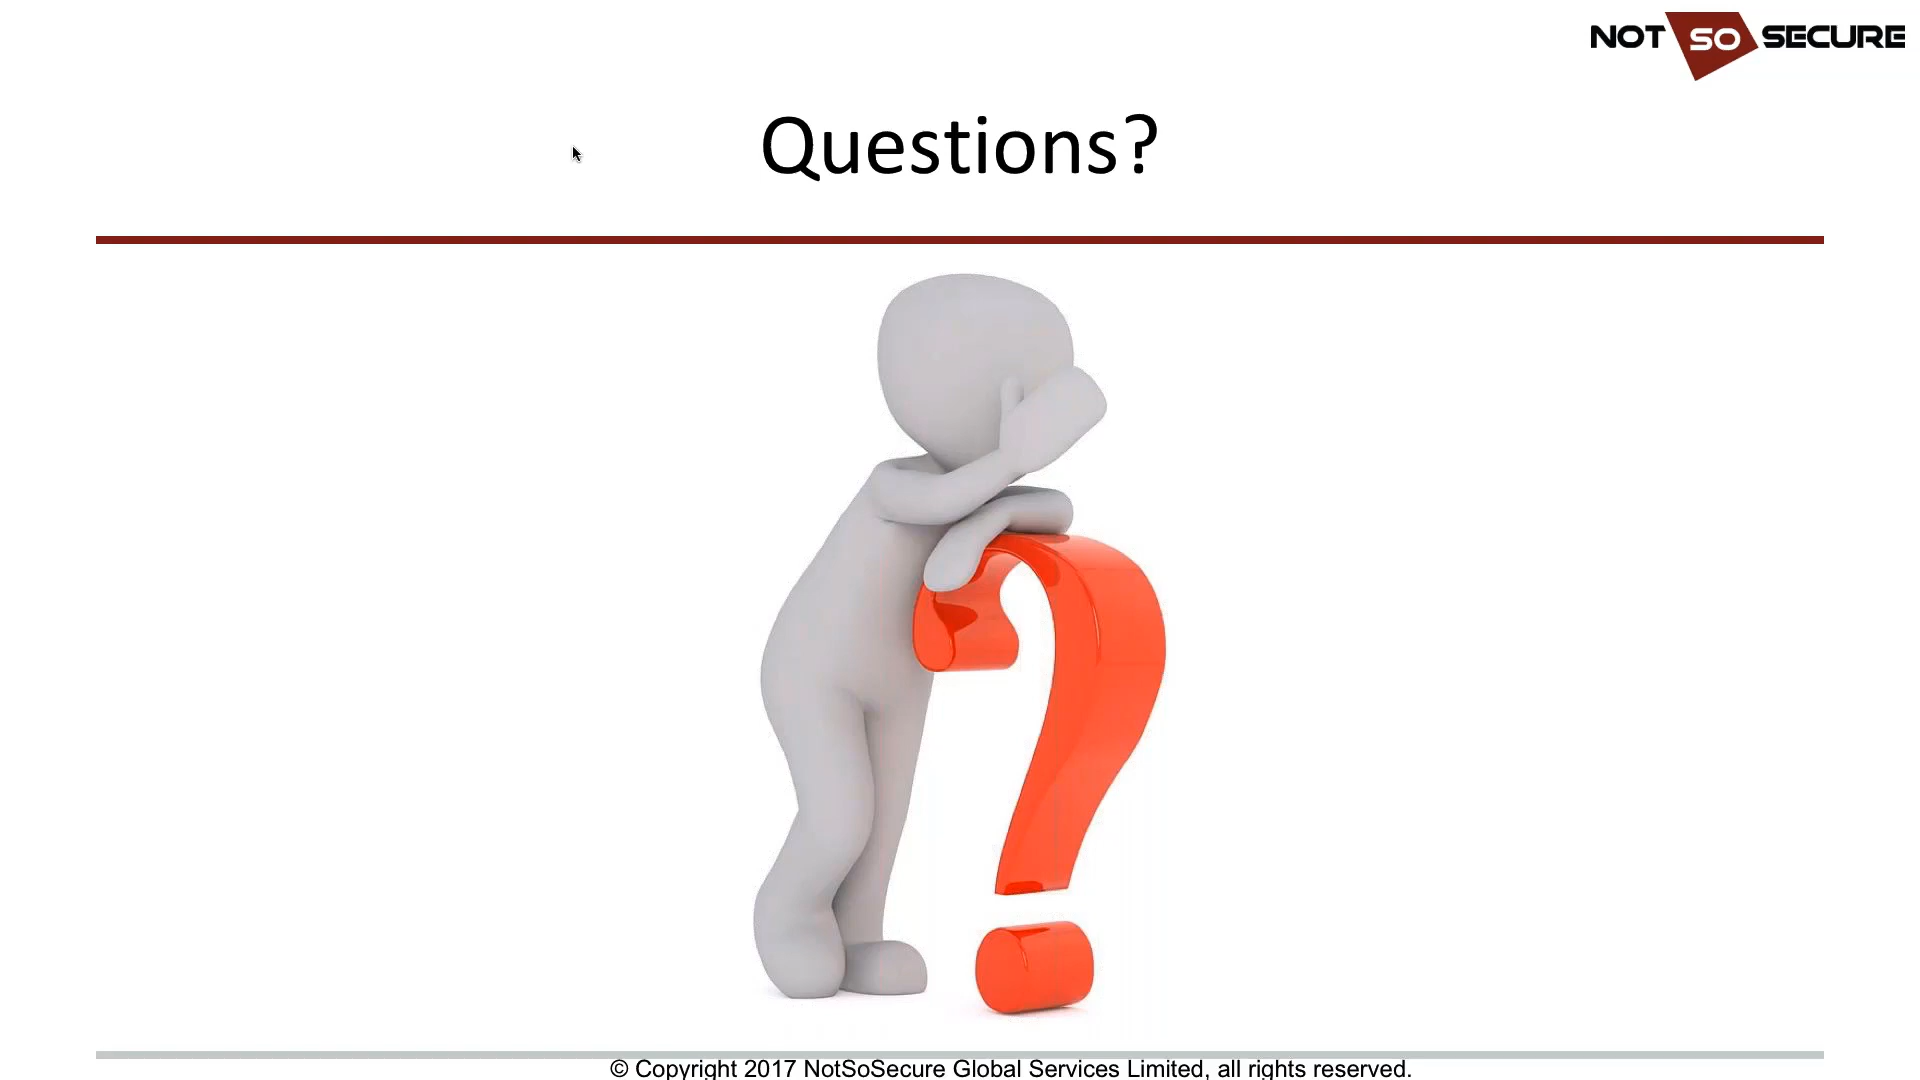 NOT SO SECURE
Questions?
© Copyright 2017 NotSoSecure Global Services Limited, all rights reserved.